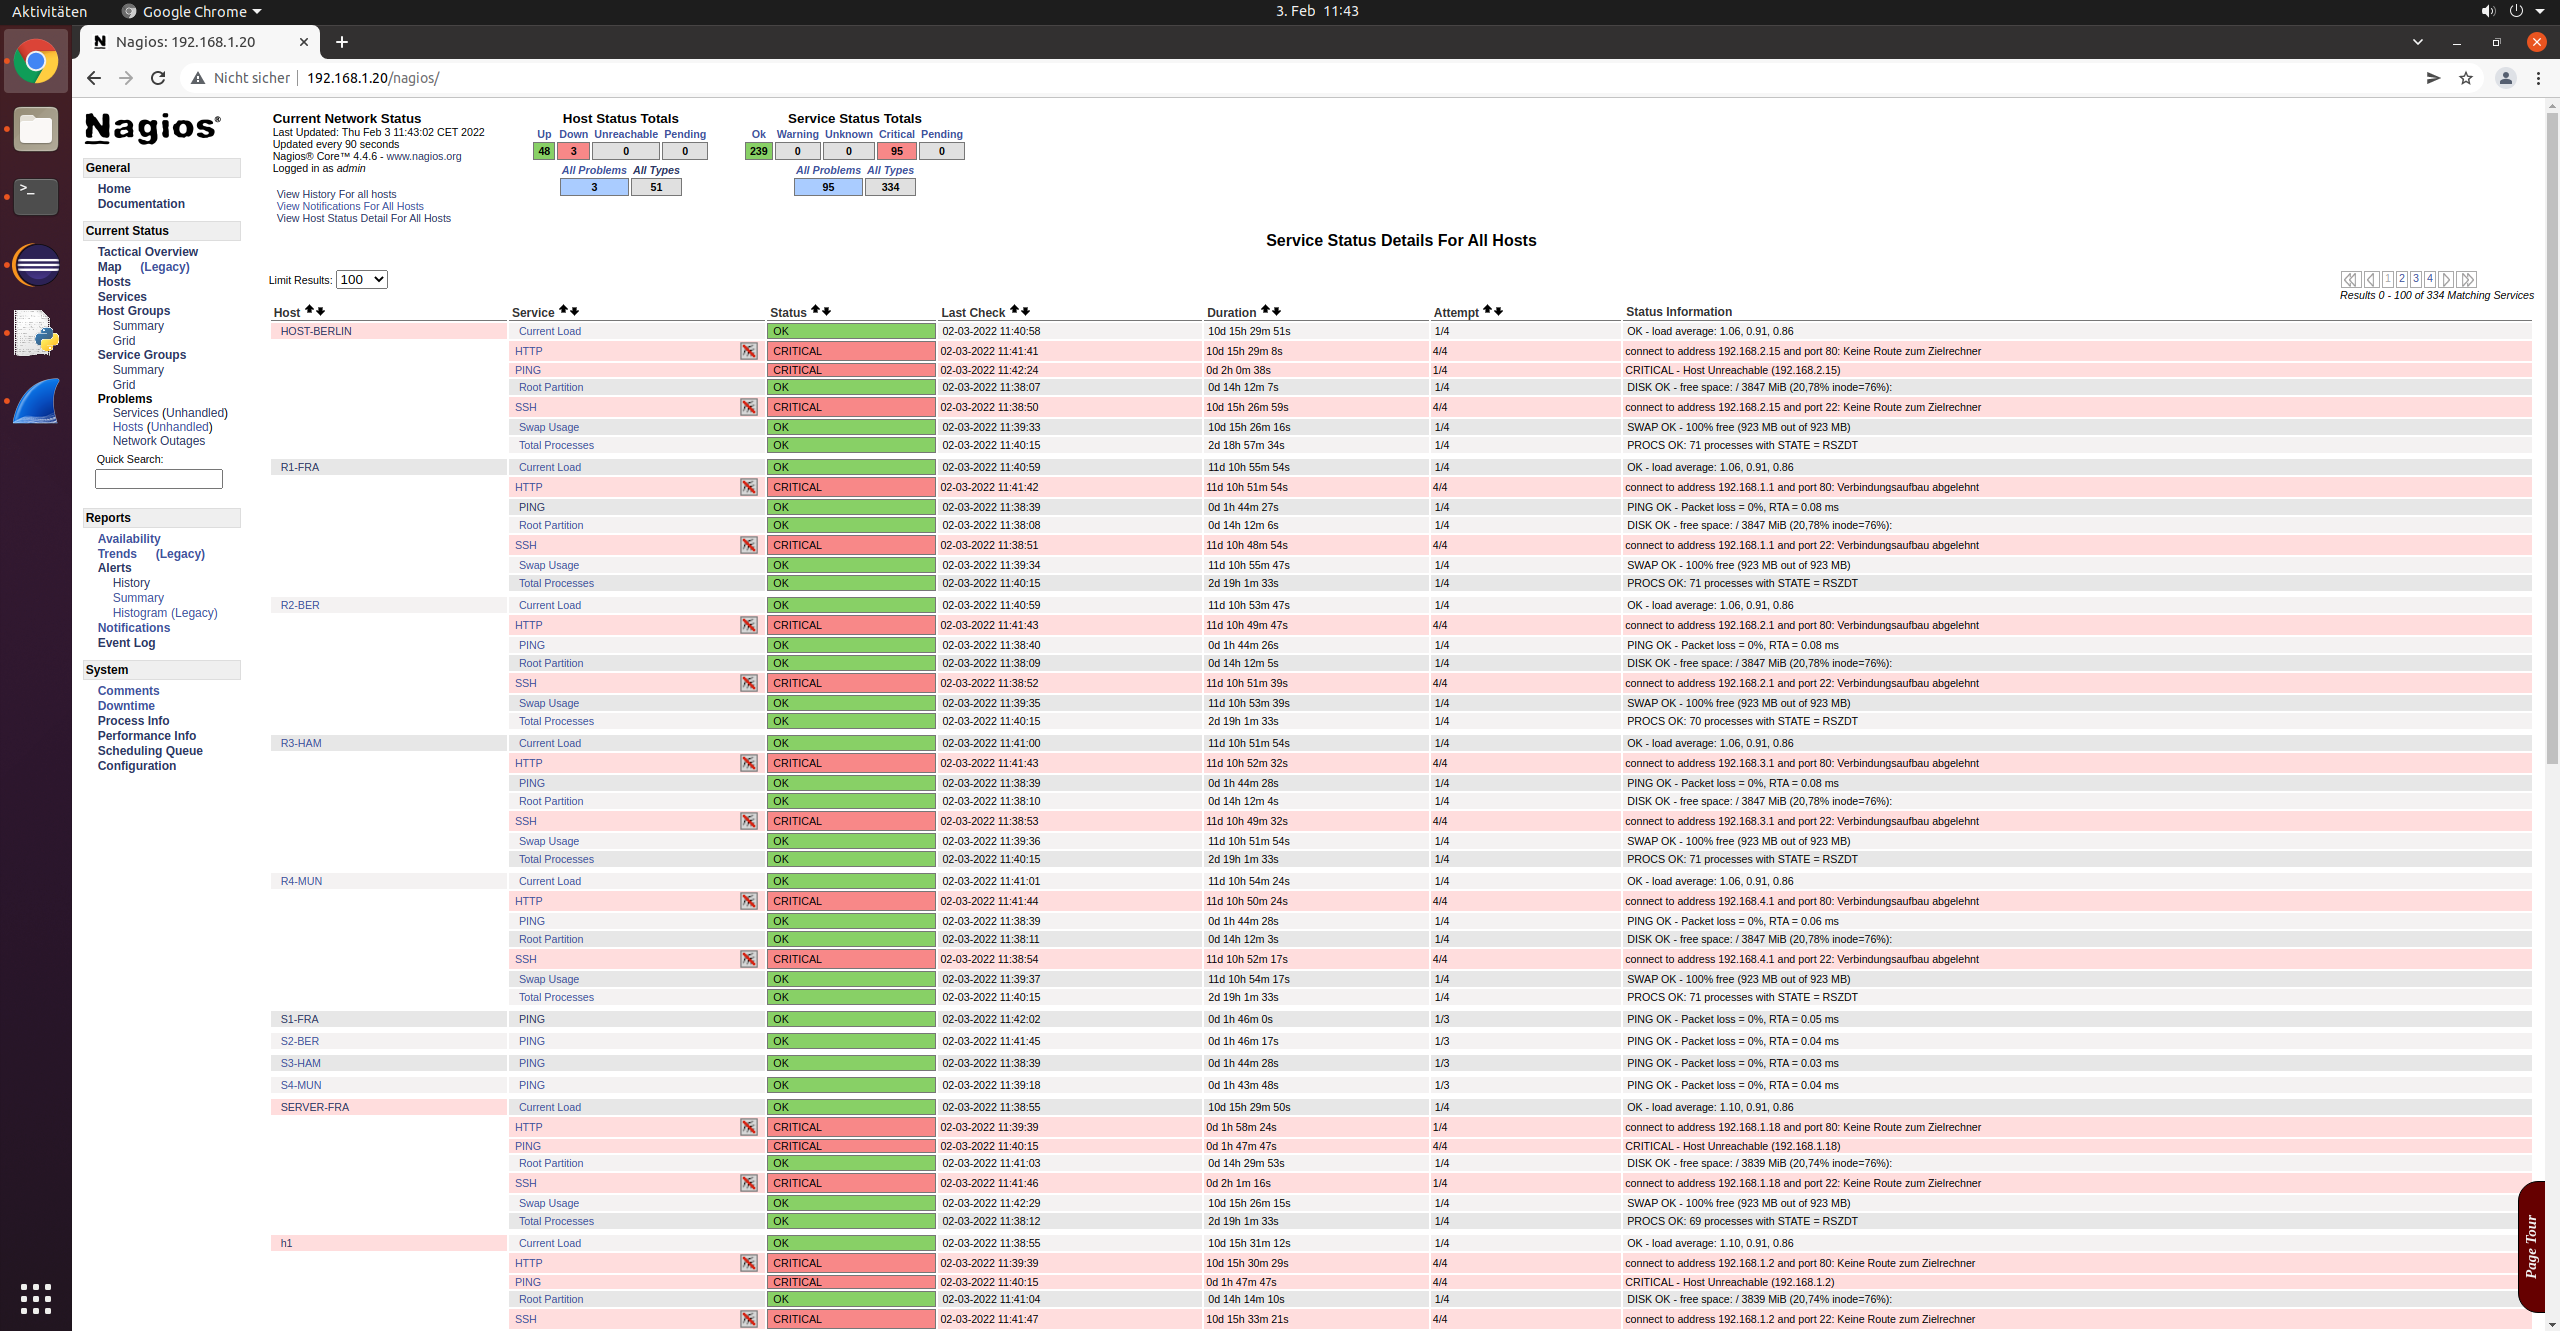 Aktivitäten Google Chrome 3. Feb 11:43
Nagios: 192.168.1.20
Nicht sicher 192.168.1.20/nagios/
Nagios®
General
Home
Documentation
Current Status
Tactical Overview
Map (Legacy)
Hosts
Services
Host Groups
Summary
Grid
Service Groups
Summary
Grid
Problems
Services (Unhandled)
Hosts (Unhandled)
Network Outages
Quick Search:
Reports
Availability
Trends (Legacy)
Alerts
History
Summary
Histogram (Legacy)
Notifications
Event Log
System
Comments
Downtime
Process Info
Performance Info
Scheduling Queue
Configuration
Current Network Status
Last Updated: Thu Feb 3 11:43:02 CET 2022
Updated every 90 seconds
Nagios® Core™ 4.4.6 - www.nagios.org
Logged in as admin
View History For all hosts
View Notifications For All Hosts
View Host Status Detail For All Hosts
Host Status Totals
Up Down Unreachable Pending
48 3 0 0
All Problems All Types
3 51
Service Status Totals
Ok Warning Unknown Critical Pending
239 0 0 95 0
All Problems All Types
95 334
Service Status Details For All Hosts
Limit Results: 100
1 2 3 4
Results 0 - 100 of 334 Matching Services
Host Service Status Last Check Duration Attempt Status Information
HOST-BERLIN Current Load OK 02-03-2022 11:40:58 10d 15h 29m 51s 1/4 OK - load average: 1.06, 0.91, 0.86
HTTP CRITICAL 02-03-2022 11:41:41 10d 15h 29m 8s 4/4 connect to address 192.168.2.15 and port 80: Keine Route zum Zielrechner
PING CRITICAL 02-03-2022 11:42:24 0d 2h 0m 38s 1/4 CRITICAL - Host Unreachable (192.168.2.15)
Root Partition OK 02-03-2022 11:38:07 0d 14h 12m 7s 1/4 DISK OK - free space: / 3847 MiB (20,78% inode=76%):
SSH CRITICAL 02-03-2022 11:38:50 10d 15h 26m 59s 4/4 connect to address 192.168.2.15 and port 22: Keine Route zum Zielrechner
Swap Usage OK 02-03-2022 11:39:33 10d 15h 26m 16s 1/4 SWAP OK - 100% free (923 MB out of 923 MB)
Total Processes OK 02-03-2022 11:40:15 2d 18h 57m 34s 1/4 PROCS OK: 71 processes with STATE = RSZDT
R1-FRA Current Load OK 02-03-2022 11:40:59 11d 10h 55m 54s 1/4 OK - load average: 1.06, 0.91, 0.86
HTTP CRITICAL 02-03-2022 11:41:42 11d 10h 51m 54s 4/4 connect to address 192.168.1.1 and port 80: Verbindungsaufbau abgelehnt
PING OK 02-03-2022 11:38:39 0d 1h 44m 27s 1/4 PING OK - Packet loss = 0%, RTA = 0.08 ms
Root Partition OK 02-03-2022 11:38:08 0d 14h 12m 6s 1/4 DISK OK - free space: / 3847 MiB (20,78% inode=76%):
SSH CRITICAL 02-03-2022 11:38:51 11d 10h 48m 54s 4/4 connect to address 192.168.1.1 and port 22: Verbindungsaufbau abgelehnt
Swap Usage OK 02-03-2022 11:39:34 11d 10h 55m 47s 1/4 SWAP OK - 100% free (923 MB out of 923 MB)
Total Processes OK 02-03-2022 11:40:15 2d 19h 1m 33s 1/4 PROCS OK: 71 processes with STATE = RSZDT
R2-BER Current Load OK 02-03-2022 11:40:59 11d 10h 53m 47s 1/4 OK - load average: 1.06, 0.91, 0.86
HTTP CRITICAL 02-03-2022 11:41:43 11d 10h 49m 47s 4/4 connect to address 192.168.2.1 and port 80: Verbindungsaufbau abgelehnt
PING OK 02-03-2022 11:38:40 0d 1h 44m 26s 1/4 PING OK - Packet loss = 0%, RTA = 0.08 ms
Root Partition OK 02-03-2022 11:38:09 0d 14h 12m 5s 1/4 DISK OK - free space: / 3847 MiB (20,78% inode=76%):
SSH CRITICAL 02-03-2022 11:38:52 11d 10h 51m 39s 4/4 connect to address 192.168.2.1 and port 22: Verbindungsaufbau abgelehnt
Swap Usage OK 02-03-2022 11:39:35 11d 10h 53m 39s 1/4 SWAP OK - 100% free (923 MB out of 923 MB)
Total Processes OK 02-03-2022 11:40:15 2d 19h 1m 33s 1/4 PROCS OK: 70 processes with STATE = RSZDT
R3-HAM Current Load OK 02-03-2022 11:41:00 11d 10h 51m 54s 1/4 OK - load average: 1.06, 0.91, 0.86
HTTP CRITICAL 02-03-2022 11:41:43 11d 10h 52m 32s 4/4 connect to address 192.168.3.1 and port 80: Verbindungsaufbau abgelehnt
PING OK 02-03-2022 11:38:39 0d 1h 44m 28s 1/4 PING OK - Packet loss = 0%, RTA = 0.08 ms
Root Partition OK 02-03-2022 11:38:10 0d 14h 12m 4s 1/4 DISK OK - free space: / 3847 MiB (20,78% inode=76%):
SSH CRITICAL 02-03-2022 11:38:53 11d 10h 49m 32s 4/4 connect to address 192.168.3.1 and port 22: Verbindungsaufbau abgelehnt
Swap Usage OK 02-03-2022 11:39:36 11d 10h 51m 54s 1/4 SWAP OK - 100% free (923 MB out of 923 MB)
Total Processes OK 02-03-2022 11:40:15 2d 19h 1m 33s 1/4 PROCS OK: 71 processes with STATE = RSZDT
R4-MUN Current Load OK 02-03-2022 11:41:01 11d 10h 54m 24s 1/4 OK - load average: 1.06, 0.91, 0.86
HTTP CRITICAL 02-03-2022 11:41:44 11d 10h 50m 24s 4/4 connect to address 192.168.4.1 and port 80: Verbindungsaufbau abgelehnt
PING OK 02-03-2022 11:38:39 0d 1h 44m 28s 1/4 PING OK - Packet loss = 0%, RTA = 0.06 ms
Root Partition OK 02-03-2022 11:38:11 0d 14h 12m 3s 1/4 DISK OK - free space: / 3847 MiB (20,78% inode=76%):
SSH CRITICAL 02-03-2022 11:38:54 11d 10h 52m 17s 4/4 connect to address 192.168.4.1 and port 22: Verbindungsaufbau abgelehnt
Swap Usage OK 02-03-2022 11:39:37 11d 10h 54m 17s 1/4 SWAP OK - 100% free (923 MB out of 923 MB)
Total Processes OK 02-03-2022 11:40:15 2d 19h 1m 33s 1/4 PROCS OK: 71 processes with STATE = RSZDT
S1-FRA PING OK 02-03-2022 11:42:02 0d 1h 46m 0s 1/3 PING OK - Packet loss = 0%, RTA = 0.05 ms
S2-BER PING OK 02-03-2022 11:41:45 0d 1h 46m 17s 1/3 PING OK - Packet loss = 0%, RTA = 0.04 ms
S3-HAM PING OK 02-03-2022 11:38:39 0d 1h 44m 28s 1/3 PING OK - Packet loss = 0%, RTA = 0.03 ms
S4-MUN PING OK 02-03-2022 11:39:18 0d 1h 43m 48s 1/3 PING OK - Packet loss = 0%, RTA = 0.04 ms
SERVER-FRA Current Load OK 02-03-2022 11:38:55 10d 15h 29m 50s 1/4 OK - load average: 1.10, 0.91, 0.86
HTTP CRITICAL 02-03-2022 11:39:39 0d 1h 58m 24s 1/4 connect to address 192.168.1.18 and port 80: Keine Route zum Zielrechner
PING CRITICAL 02-03-2022 11:40:15 0d 1h 47m 47s 4/4 CRITICAL - Host Unreachable (192.168.1.18)
Root Partition OK 02-03-2022 11:41:03 0d 14h 29m 53s 1/4 DISK OK - free space: / 3839 MiB (20,74% inode=76%):
SSH CRITICAL 02-03-2022 11:41:46 0d 2h 1m 16s 1/4 connect to address 192.168.1.18 and port 22: Keine Route zum Zielrechner
Swap Usage OK 02-03-2022 11:42:29 10d 15h 26m 15s 1/4 SWAP OK - 100% free (923 MB out of 923 MB)
Total Processes OK 02-03-2022 11:38:12 2d 19h 1m 33s 1/4 PROCS OK: 69 processes with STATE = RSZDT
h1 Current Load OK 02-03-2022 11:38:55 10d 15h 31m 12s 1/4 OK - load average: 1.10, 0.91, 0.86
HTTP CRITICAL 02-03-2022 11:39:39 10d 15h 30m 29s 4/4 connect to address 192.168.1.2 and port 80: Keine Route zum Zielrechner
PING CRITICAL 02-03-2022 11:40:15 0d 1h 47m 47s 4/4 CRITICAL - Host Unreachable (192.168.1.2)
Root Partition OK 02-03-2022 11:41:04 0d 14h 14m 10s 1/4 DISK OK - free space: / 3839 MiB (20,74% inode=76%):
SSH CRITICAL 02-03-2022 11:41:47 10d 15h 33m 21s 4/4 connect to address 192.168.1.2 and port 22: Keine Route zum Zielrechner
Page Tour